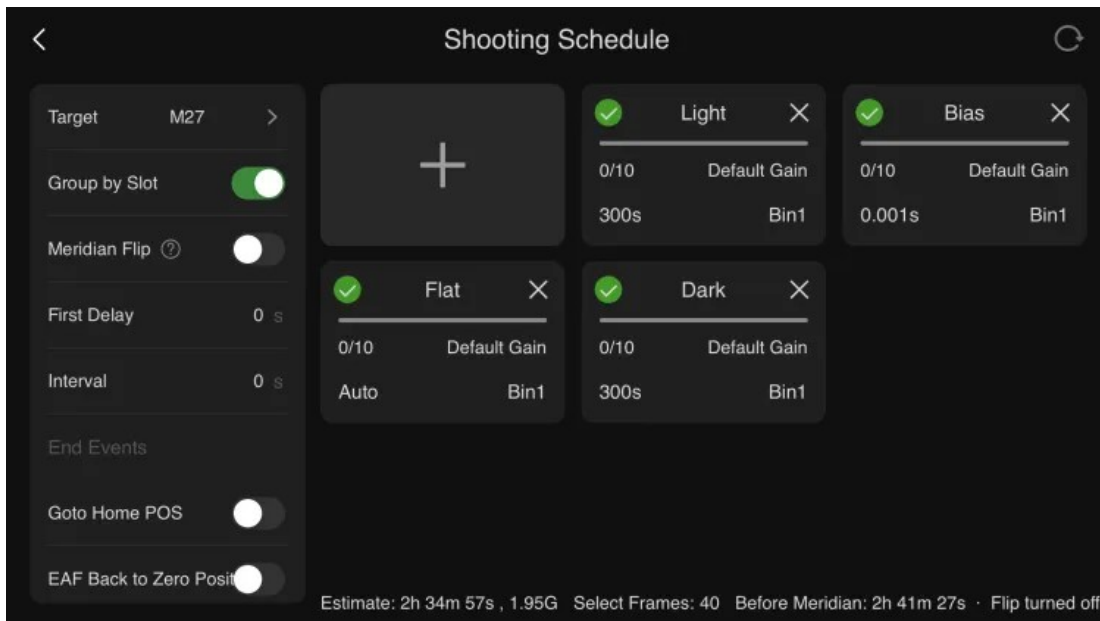 Shooting Schedule
Target M27
Group by Slot
Meridian Flip ?
First Delay 0 s
Interval 0 s
End Events
Goto Home POS
EAF Back to Zero Posit
Light
0/10 Default Gain
300s Bin1
Bias
0/10 Default Gain
0.001s Bin1
Flat
0/10 Default Gain
Auto Bin1
Dark
0/10 Default Gain
300s Bin1
Estimate: 2h 34m 57s , 1.95G Select Frames: 40 Before Meridian: 2h 41m 27s · Flip turned off